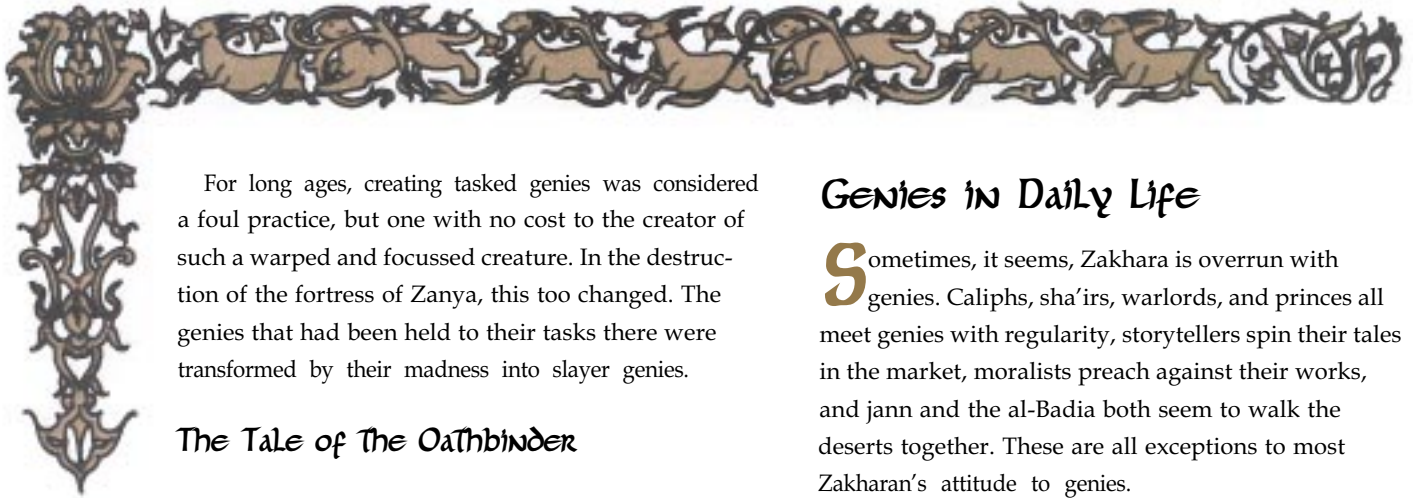 For long ages, creating tasked genies was considered
a foul practice, but one with no cost to the creator of
such a warped and focussed creature. In the destruc-
tion of the fortress of Zanya, this too changed. The
genies that had been held to their tasks there were
transformed by their madness into slayer genies.
The Tale of the Oathbinder
Genies in Daily Life
Sometimes, it seems, Zakhara is overrun with
genies. Caliphs, sha'irs, warlords, and princes all
meet genies with regularity, storytellers spin their tales
in the market, moralists preach against their works,
and jann and the al-Badia both seem to walk the
deserts together. These are all exceptions to most
Zakharan's attitude to genies.